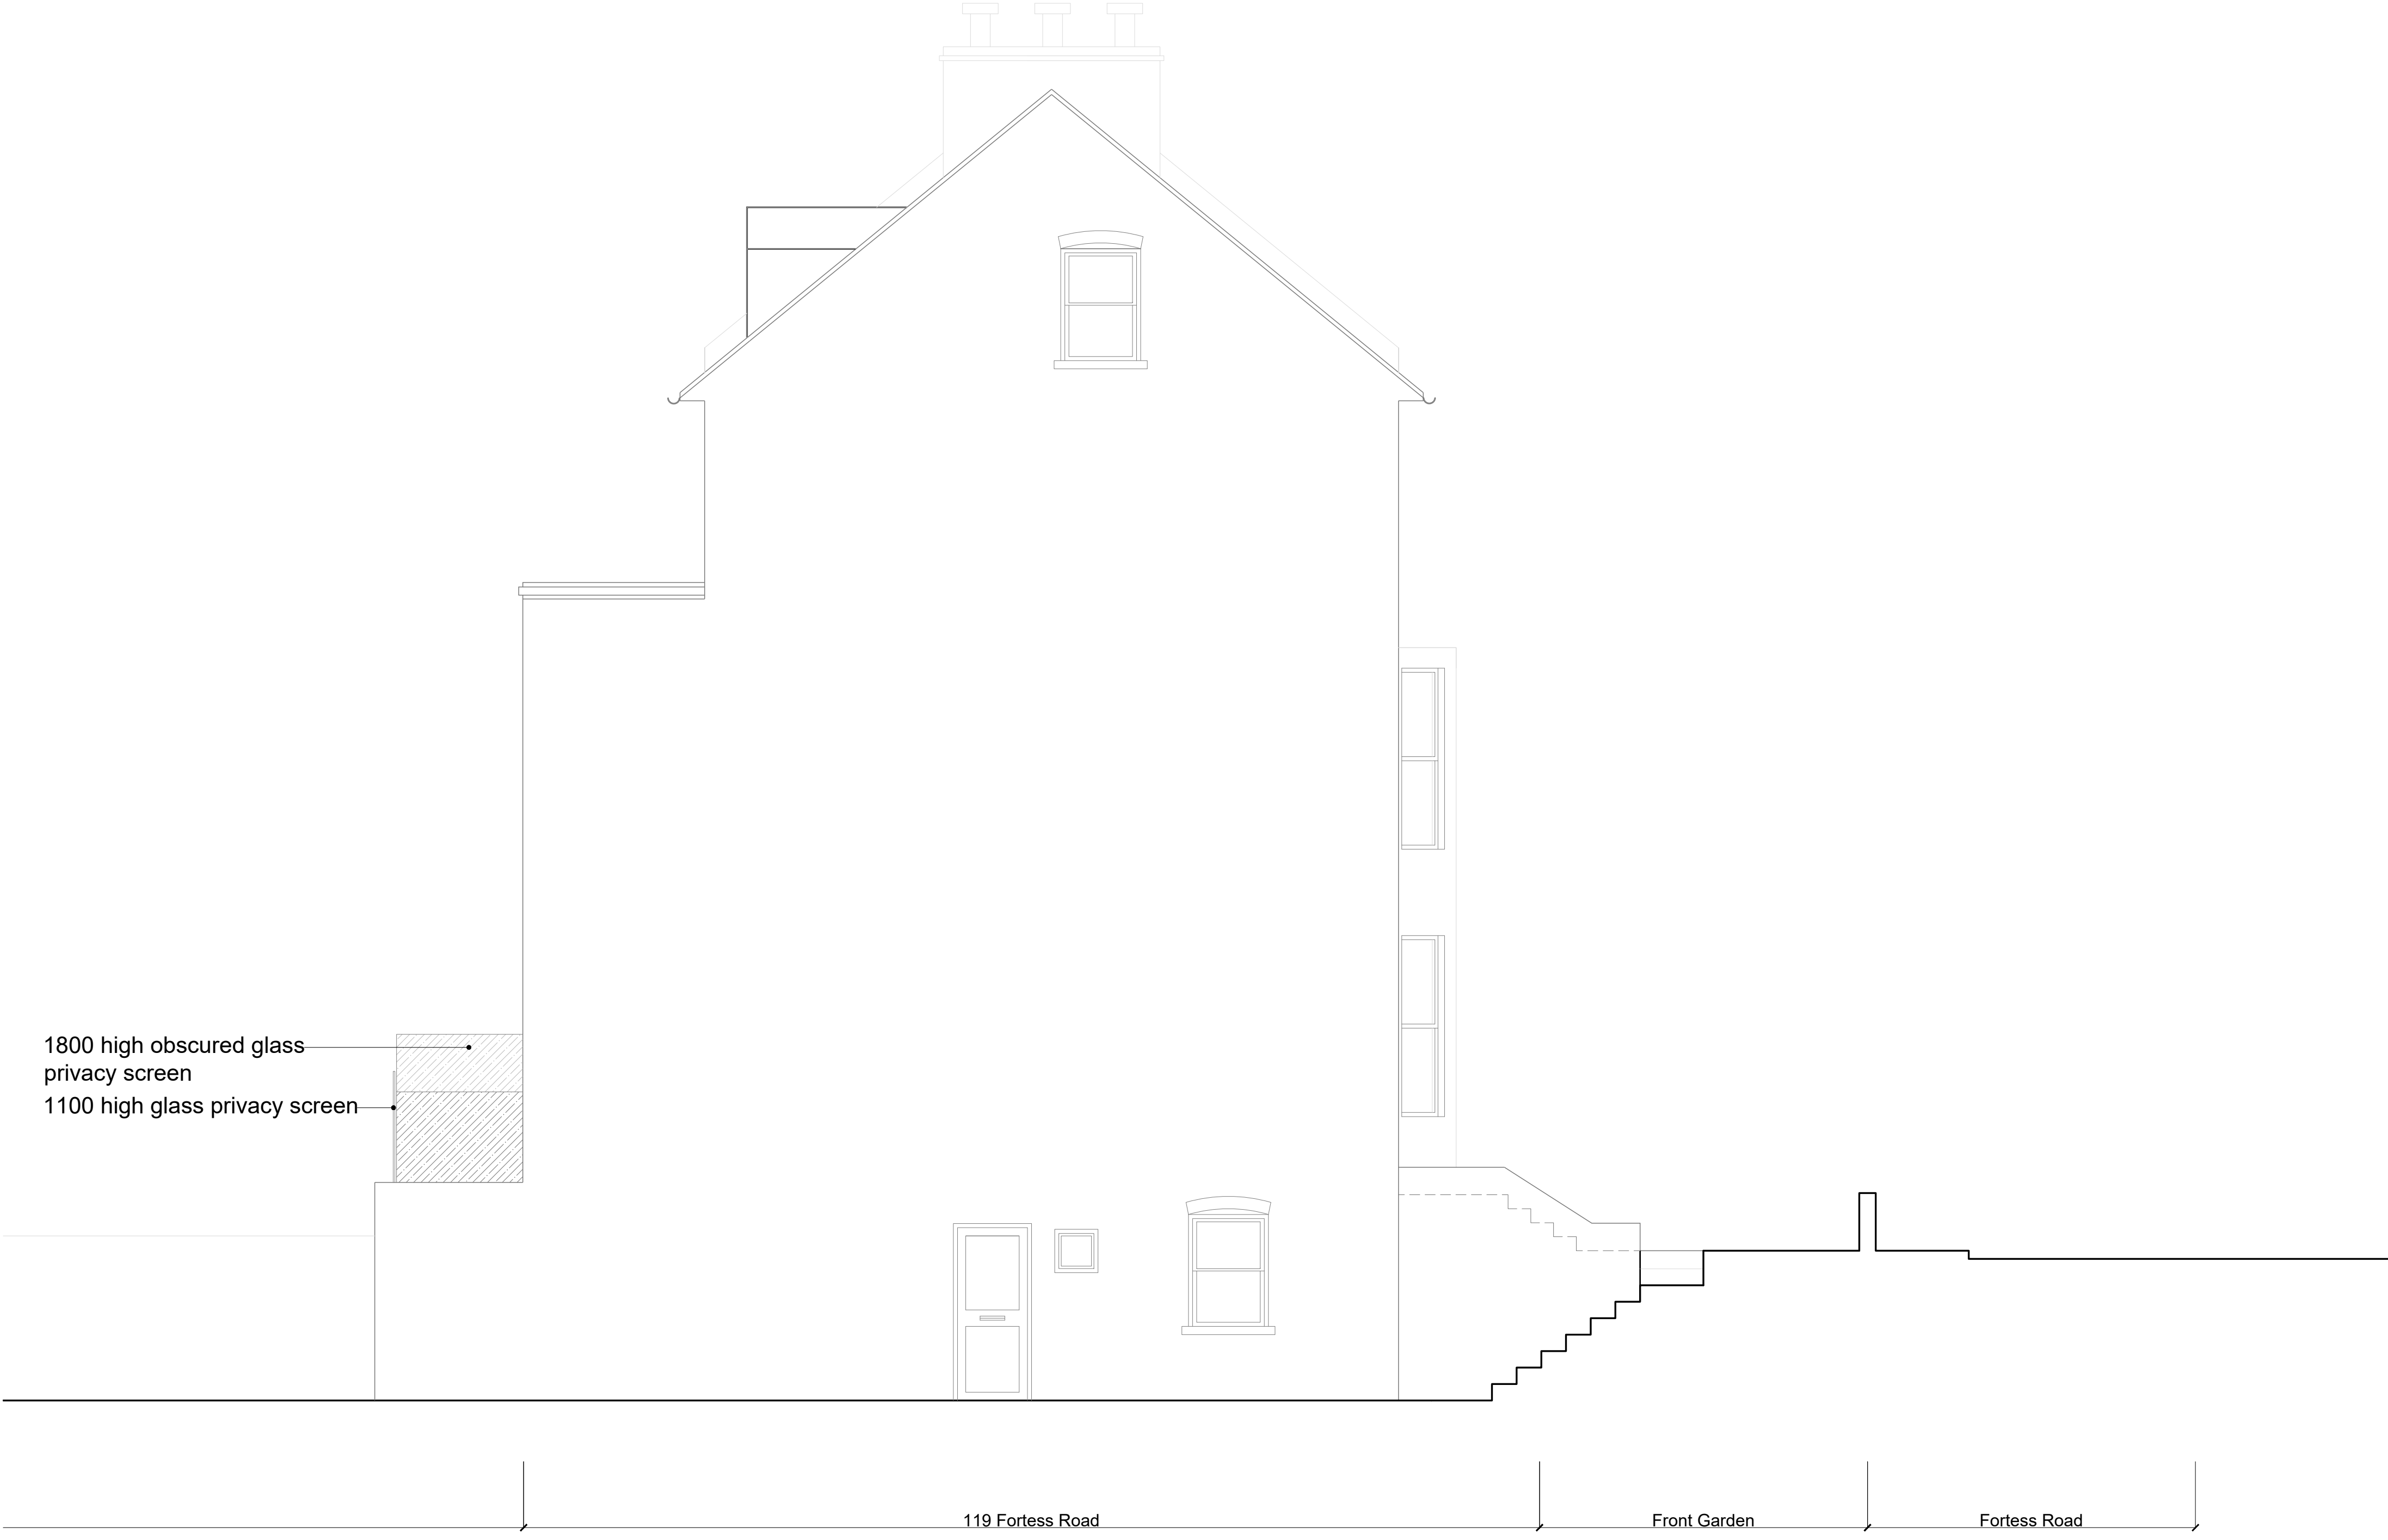 1800 high obscured glass
privacy screen
1100 high glass privacy screen
119 Fortess Road
Front Garden
Fortess Road